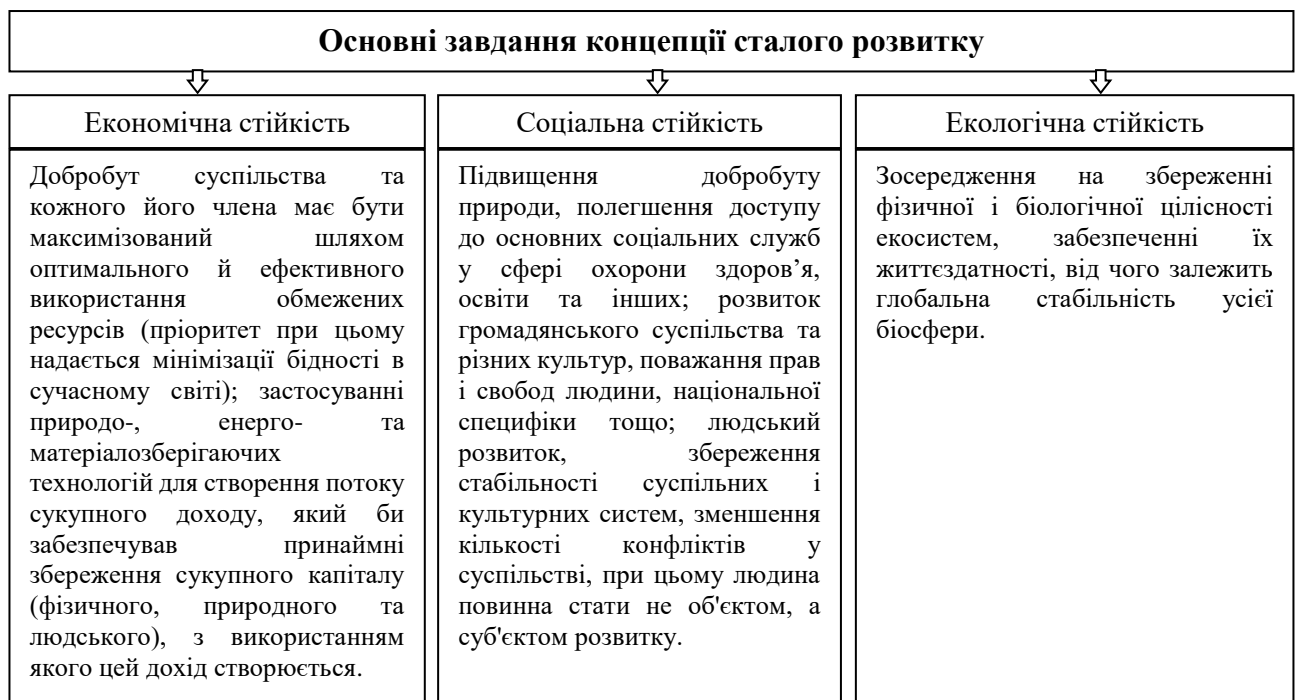 Основні завдання концепції сталого розвитку
Економічна стійкість
Добробут суспільства та
кожного його члена має бути
максимізований шляхом
оптимального й ефективного
використання обмежених
ресурсів (пріоритет при цьому
надається мінімізації бідності в
сучасному світі); застосуванні
природо-, енерго- та
матеріалозберігаючих
технологій для створення потоку
сукупного доходу, який би
забезпечував принаймні
збереження сукупного капіталу
(фізичного, природного та
людського), з використанням
якого цей дохід створюється.
Соціальна стійкість
Підвищення добробуту
природи, полегшення доступу
до основних соціальних служб
у сфері охорони здоров’я,
освіти та інших; розвиток
громадянського суспільства та
різних культур, поважання прав
і свобод людини, національної
специфіки тощо; людський
розвиток, збереження
стабільності суспільних і
культурних систем, зменшення
кількості конфліктів у
суспільстві, при цьому людина
повинна стати не об'єктом, а
суб'єктом розвитку.
Екологічна стійкість
Зосередження на збереженні
фізичної і біологічної цілісності
екосистем, забезпеченні їх
життєздатності, від чого залежить
глобальна стабільність усієї
біосфери.